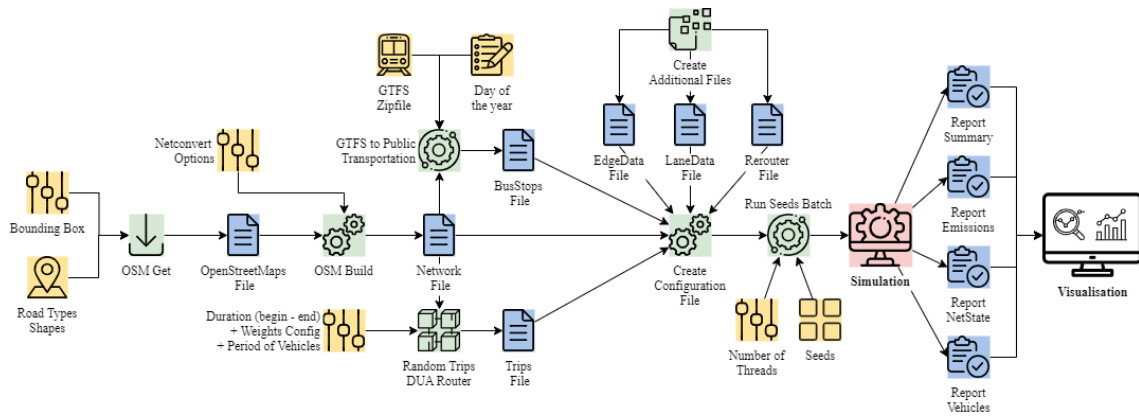 GTFS
Zipfile
Day of
the year
Create
Additional Files
Netconvert
Options
GTFS to Public
Transportation
BusStops
File
EdgeData
File
LaneData
File
Rerouter
File
Report
Summary
Bounding Box
Road Types
Shapes
OSM Get
OpenStreetMaps
File
OSM Build
Network
File
Create
Configuration
File
Run Seeds Batch
Simulation
Report
Emissions
Report
NetState
Report
Vehicles
Visualisation
Duration (begin - end)
+ Weights Config
+ Period of Vehicles
Random Trips
DUA Router
Trips
File
Number of
Threads
Seeds